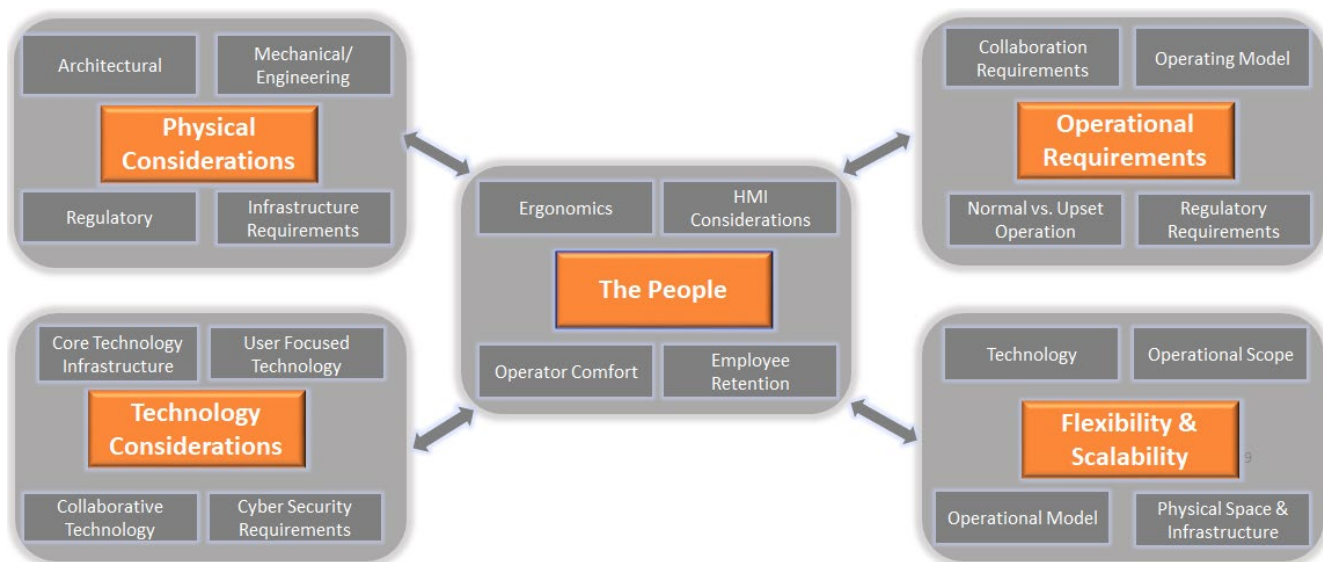 Architectural
Mechanical/
Engineering
Physical
Considerations
Regulatory
Infrastructure
Requirements
Collaboration
Requirements
Operating Model
Operational
Requirements
Normal vs. Upset
Operation
Regulatory
Requirements
Ergonomics
HMI
Considerations
The People
Operator Comfort
Employee
Retention
Core Technology
Infrastructure
User Focused
Technology
Technology
Considerations
Collaborative
Technology
Cyber Security
Requirements
Technology
Operational Scope
Flexibility &
Scalability
9
Operational Model
Physical Space &
Infrastructure